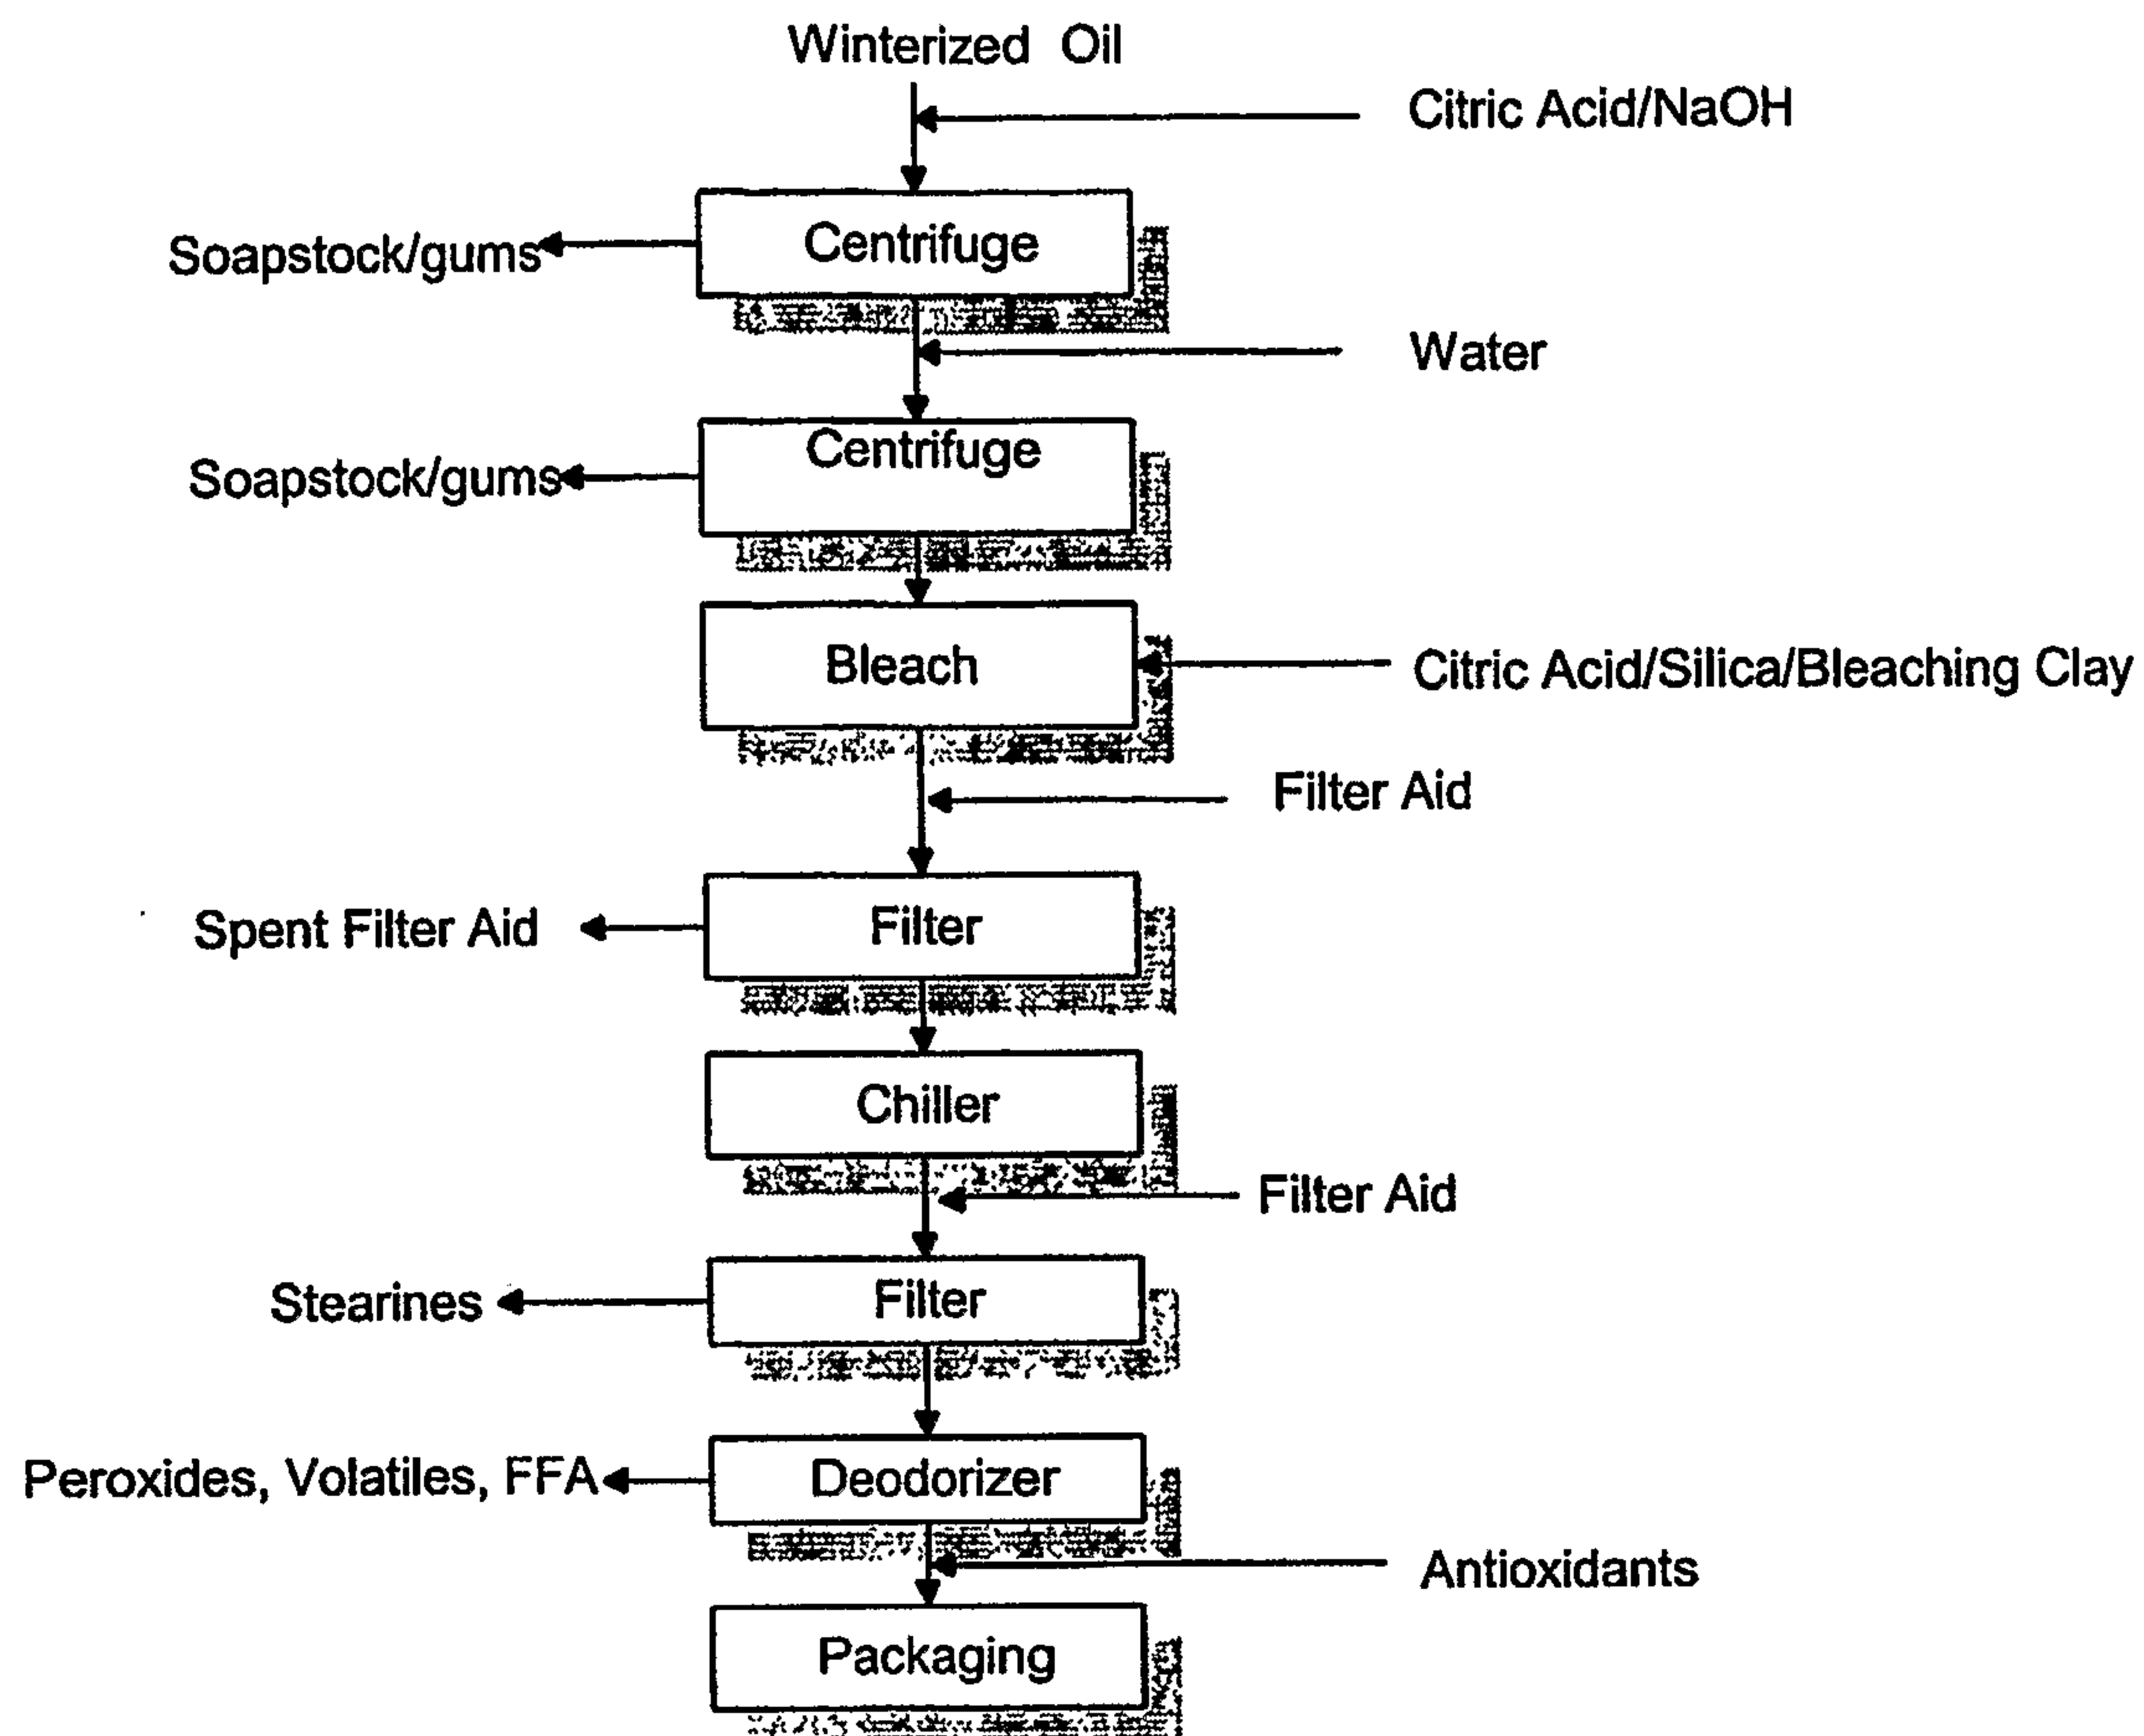 Winterized Oil
Citric Acid/NaOH
Centrifuge
Soapstock/gums
Water
Centrifuge
Soapstock/gums
Bleach
Citric Acid/Silica/Bleaching Clay
Filter Aid
Filter
Spent Filter Aid
Chiller
Filter Aid
Filter
Stearines
Deodorizer
Peroxides, Volatiles, FFA
Antioxidants
Packaging